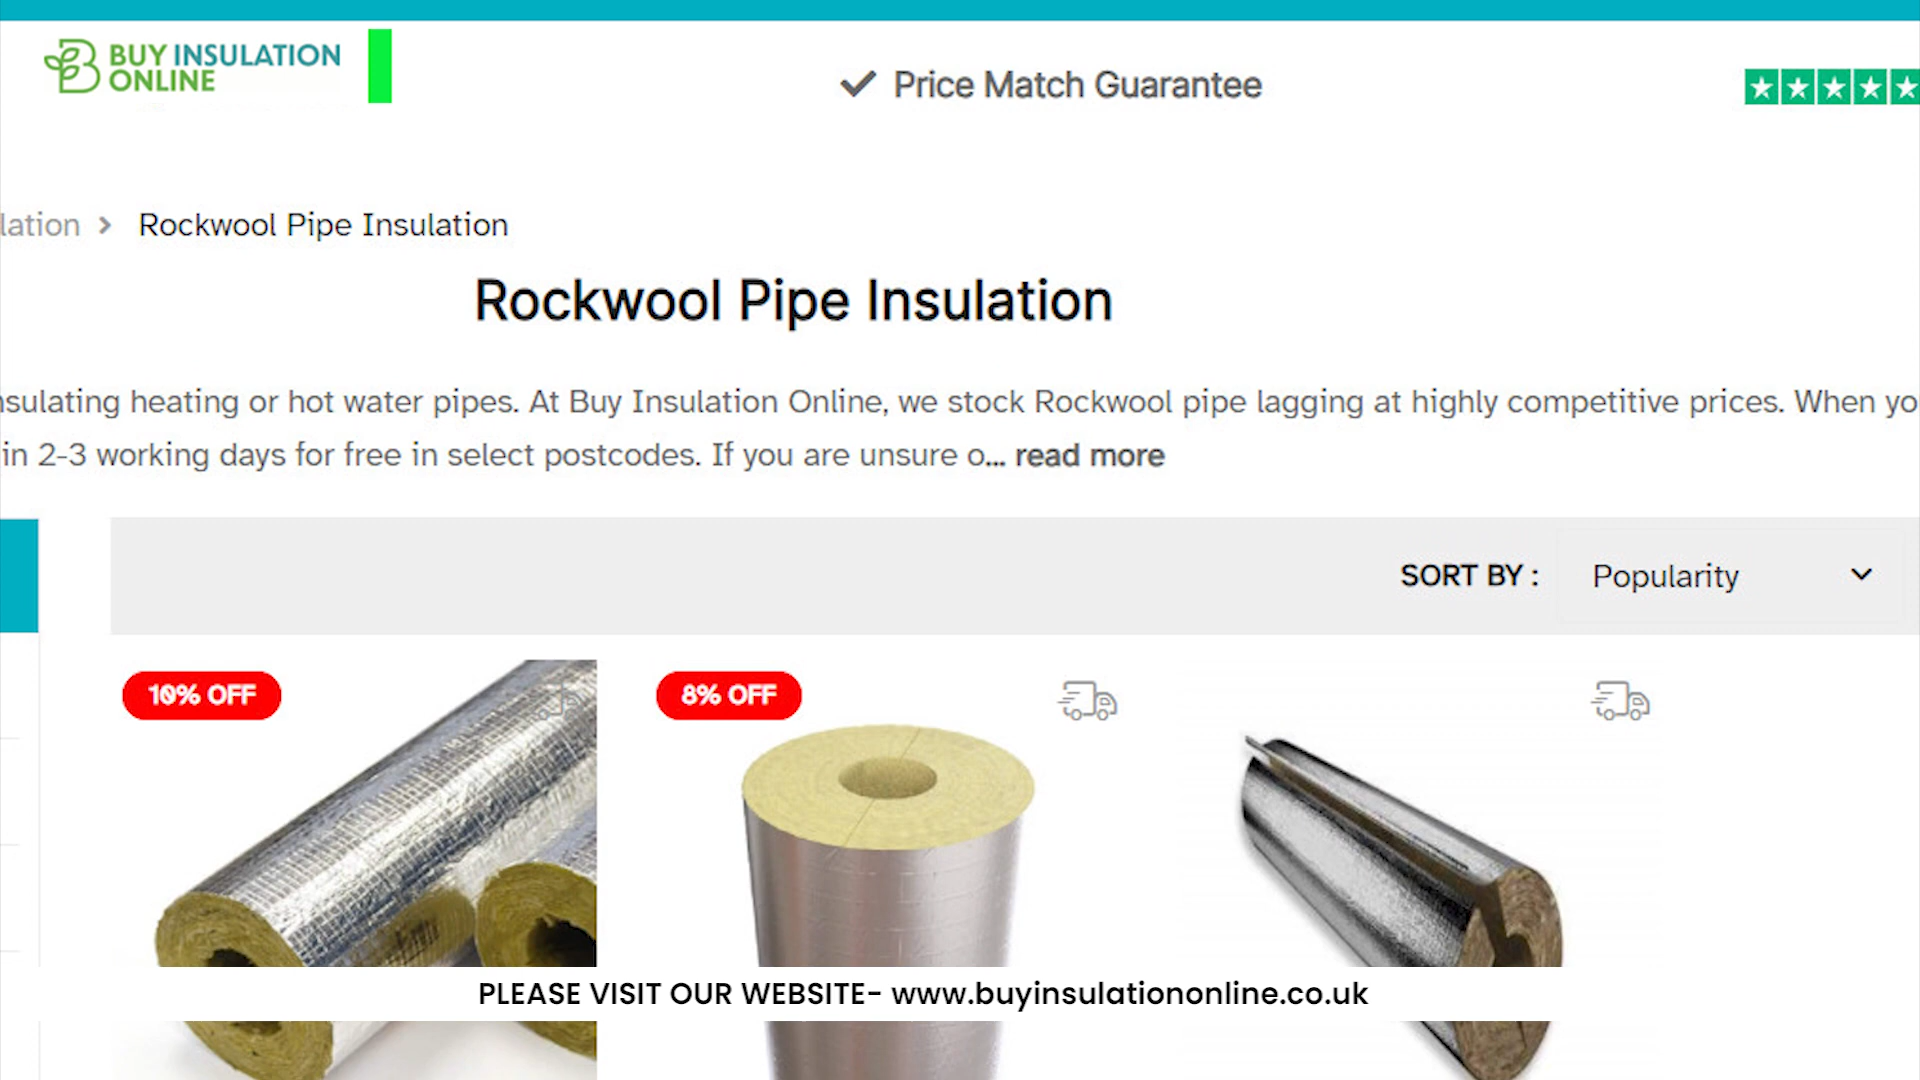 BUY INSULATION
ONLINE
Price Match Guarantee
lation > Rockwool Pipe Insulation
Rockwool Pipe Insulation
nsulating heating or hot water pipes. At Buy Insulation Online, we stock Rockwool pipe lagging at highly competitive prices. When yo
in 2-3 working days for free in select postcodes. If you are unsure o... read more
SORT BY : Popularity
10% OFF
8% OFF
PLEASE VISIT OUR WEBSITE- www.buyinsulationonline.co.uk